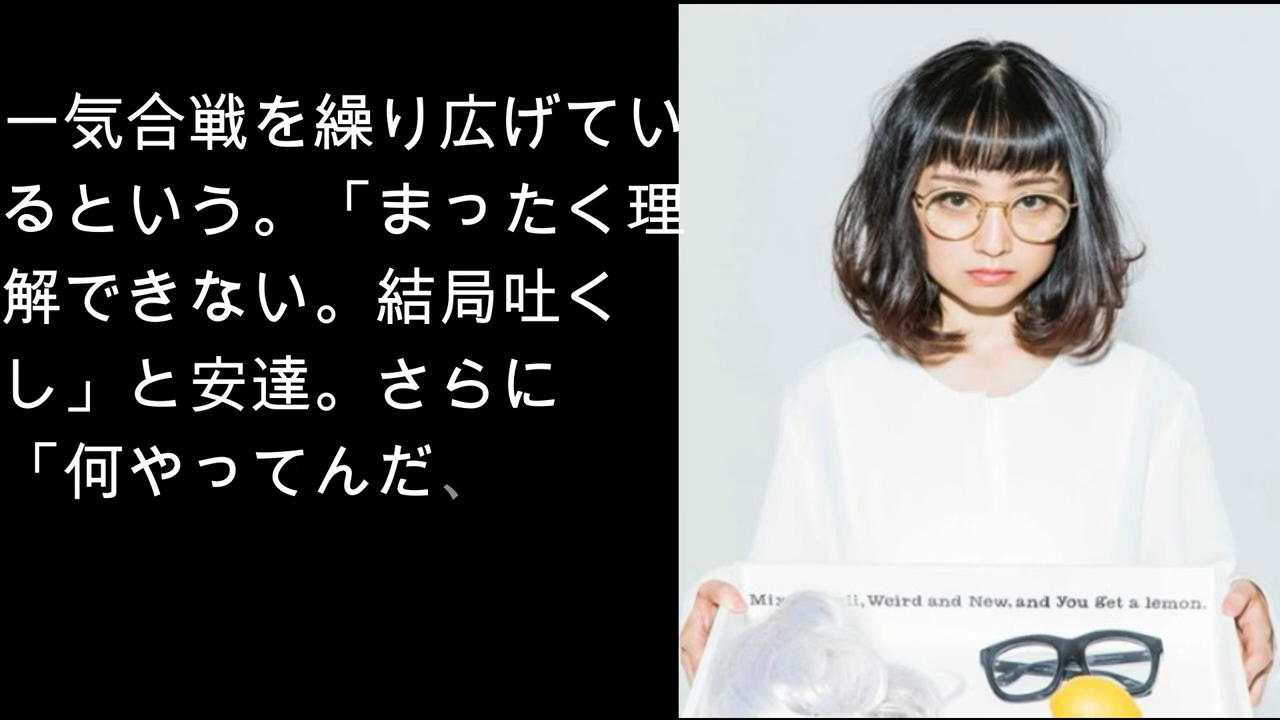 一気合戦を繰り広げてい
るという。「まったく理
解できない。結局吐く
し」と安達。さらに
「何やってんだ、
Weird and New, and You get a lemon.